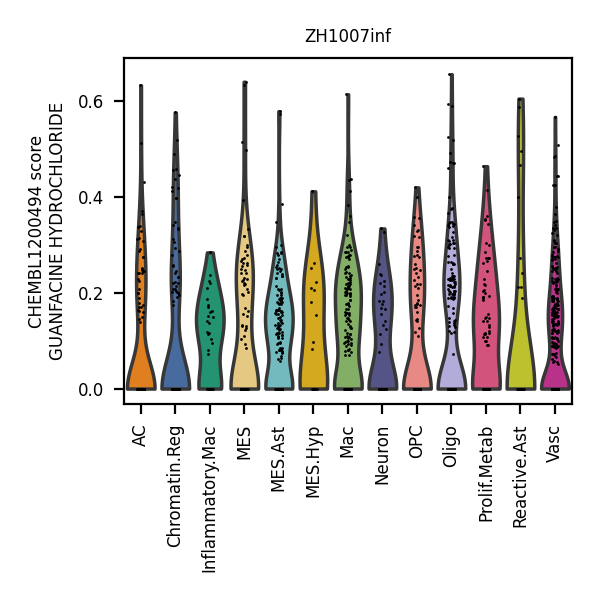 ZH1007inf
CHEMBL1200494 score
GUANFACINE HYDROCHLORIDE
0.6
0.4
0.2
0.0
AC
Chromatin.Reg
Inflammatory.Mac
MES
MES.Ast
MES.Hyp
Mac
Neuron
OPC
Oligo
Prolif.Metab
Reactive.Ast
Vasc